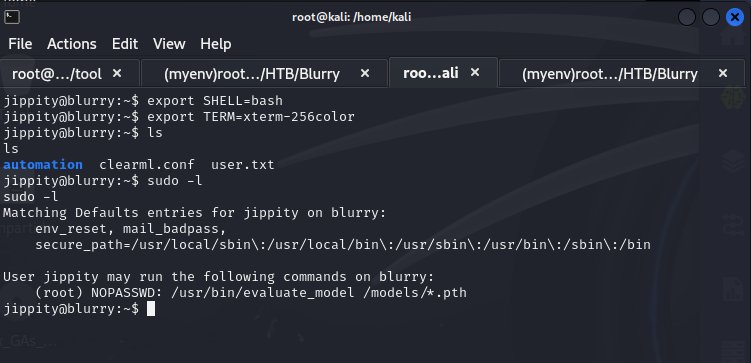 root@kali: /home/kali
File Actions Edit View Help
root@…/tool × (myenv)root…/HTB/Blurry × roo…ali × (myenv)root…/HTB/Blurry ×
jippity@blurry:~$ export SHELL=bash
jippity@blurry:~$ export TERM=xterm-256color
jippity@blurry:~$ ls
ls
automation clearml.conf user.txt
jippity@blurry:~$ sudo -l
sudo -l
Matching Defaults entries for jippity on blurry:
env_reset, mail_badpass,
secure_path=/usr/local/sbin\:/usr/local/bin\:/usr/sbin\:/usr/bin\:/sbin\:/bin
User jippity may run the following commands on blurry:
(root) NOPASSWD: /usr/bin/evaluate_model /models/*.pth
jippity@blurry:~$